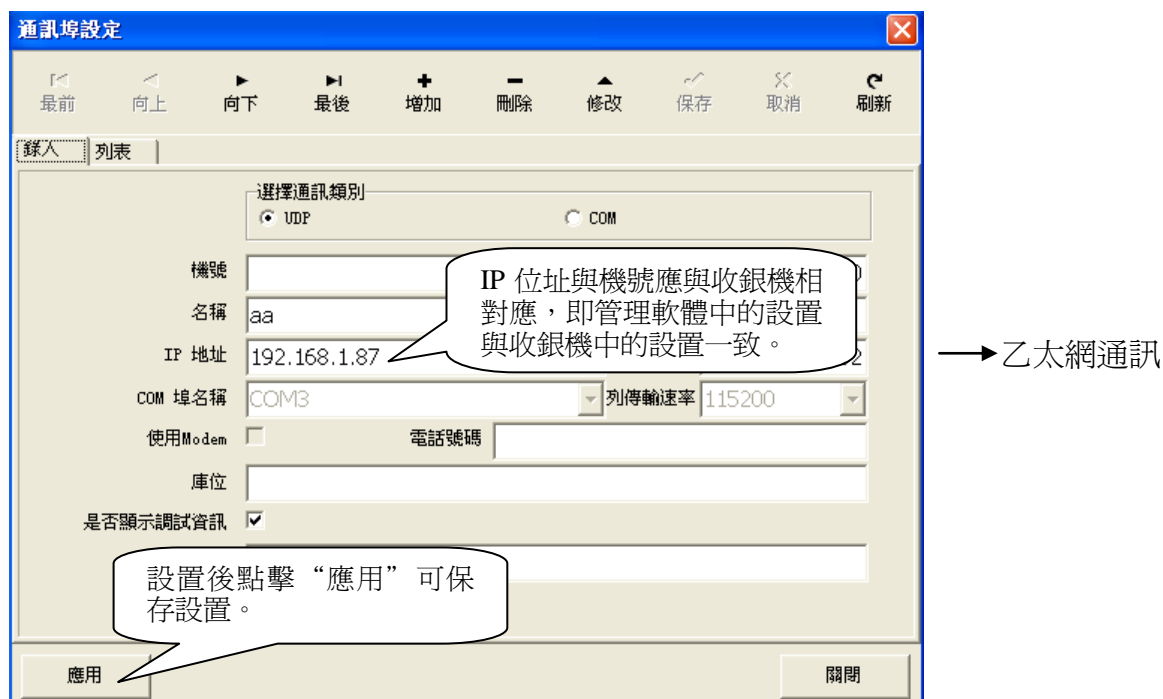 通訊埠設定
最前 向上 向下 最後 增加 刪除 修改 保存 取消 刷新
錄入 列表
選擇通訊類別
UDP COM
機號
名稱 aa
IP 地址 192.168.1.87
IP 位址與機號應與收銀機相
對應，即管理軟體中的設置
與收銀機中的設置一致。
乙太網通訊
COM 埠名稱 COM3 列傳輸速率 115200
使用Modem 電話號碼
庫位
是否顯示調試資訊
設置後點擊“應用”可保
存設置。
應用 關閉